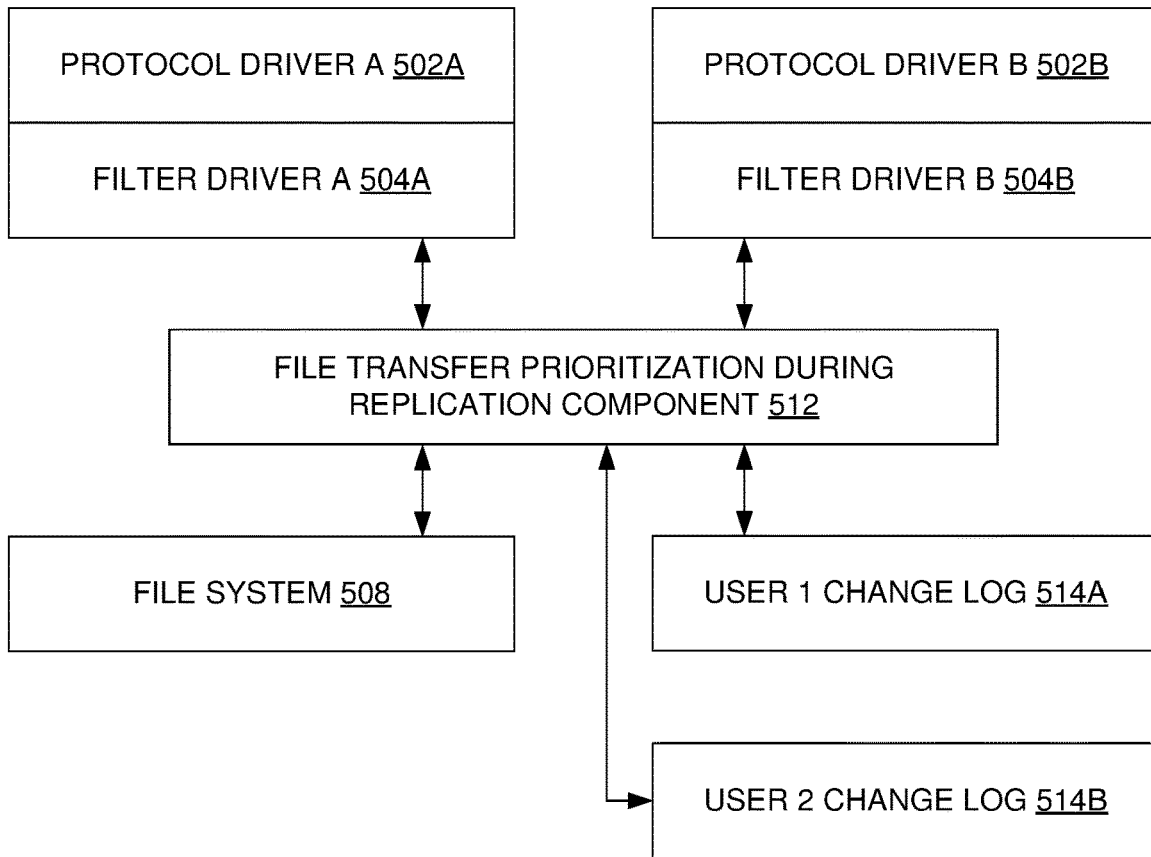 PROTOCOL DRIVER A 502A
PROTOCOL DRIVER B 502B
FILTER DRIVER A 504A
FILTER DRIVER B 504B
FILE TRANSFER PRIORITIZATION DURING
REPLICATION COMPONENT 512
FILE SYSTEM 508
USER 1 CHANGE LOG 514A
USER 2 CHANGE LOG 514B